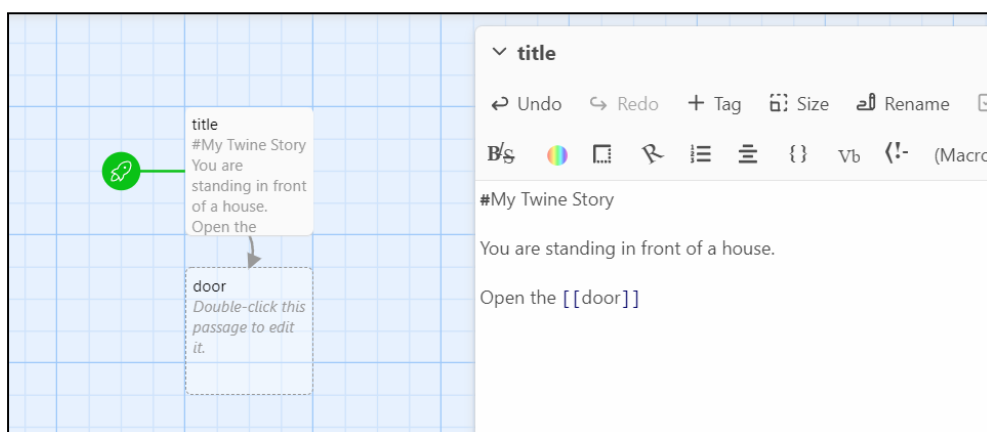 title
#My Twine Story
You are
standing in front
of a house.
Open the
door
Double-click this
passage to edit
it.
title
Undo Redo + Tag Size Rename
B/S {} Vb (Macro
#My Twine Story
You are standing in front of a house.
Open the [[door]]